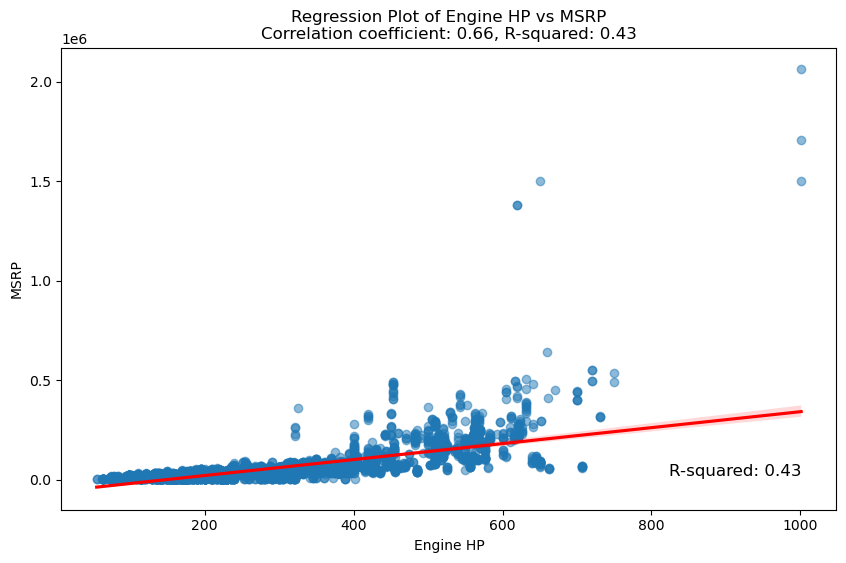 Regression Plot of Engine HP vs MSRP
Correlation coefficient: 0.66, R-squared: 0.43
1e6
2.0
1.5
1.0
0.5
0.0
MSRP
R-squared: 0.43
200
400
600
800
1000
Engine HP